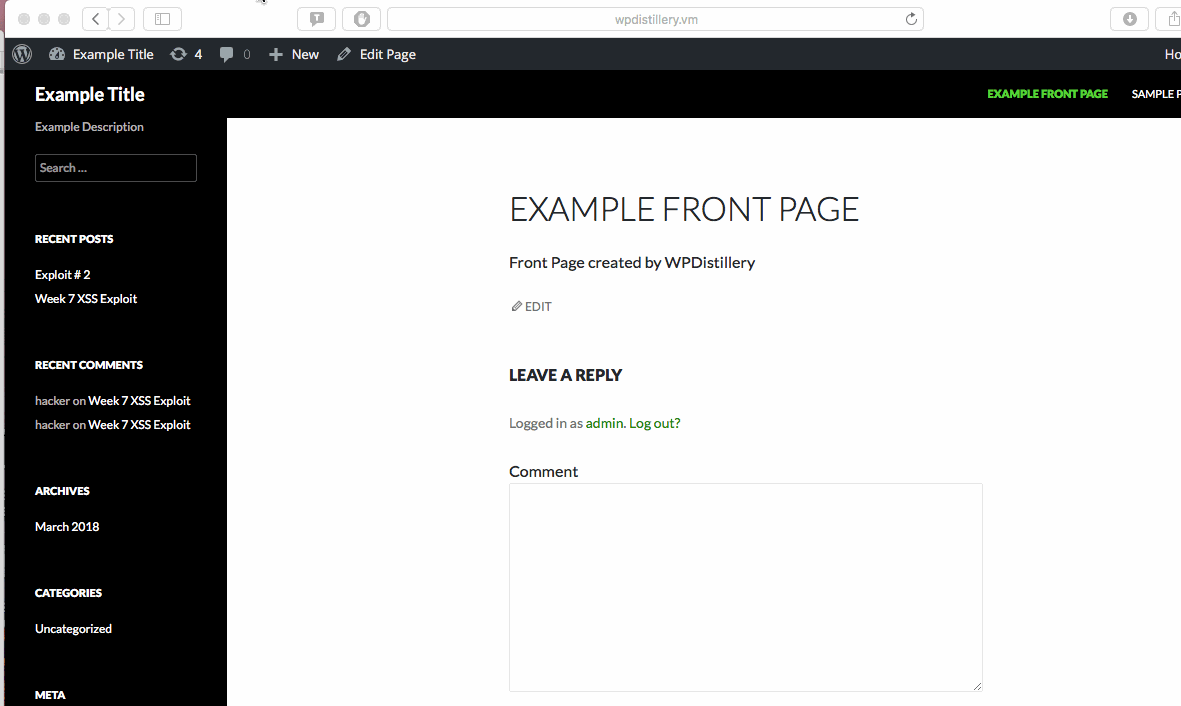 wpdistillery.vm
Example Title 4 0 New Edit Page
Example Title
EXAMPLE FRONT PAGE
SAMPLE
Example Description
Search ...
RECENT POSTS
Exploit # 2
Week 7 XSS Exploit
RECENT COMMENTS
hacker on Week 7 XSS Exploit
hacker on Week 7 XSS Exploit
ARCHIVES
March 2018
CATEGORIES
Uncategorized
META
EXAMPLE FRONT PAGE
Front Page created by WPDistillery
EDIT
LEAVE A REPLY
Logged in as admin. Log out?
Comment